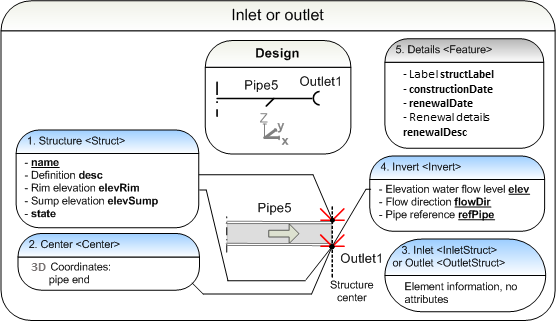 Inlet or outlet
Design
Pipe5
Outlet1
Z
y
x
5. Details <Feature>
- Label structLabel
- constructionDate
- renewalDate
- Renewal details
renewalDesc
1. Structure <Struct>
- name
- Definition desc
- Rim elevation elevRim
- Sump elevation elevSump
- state
4. Invert <Invert>
- Elevation water flow level elev
- Flow direction flowDir
- Pipe reference refPipe
Pipe5
Outlet1
Structure
center
2. Center <Center>
3D Coordinates:
pipe end
3. Inlet <InletStruct>
or Outlet <OutletStruct>
Element information, no
attributes